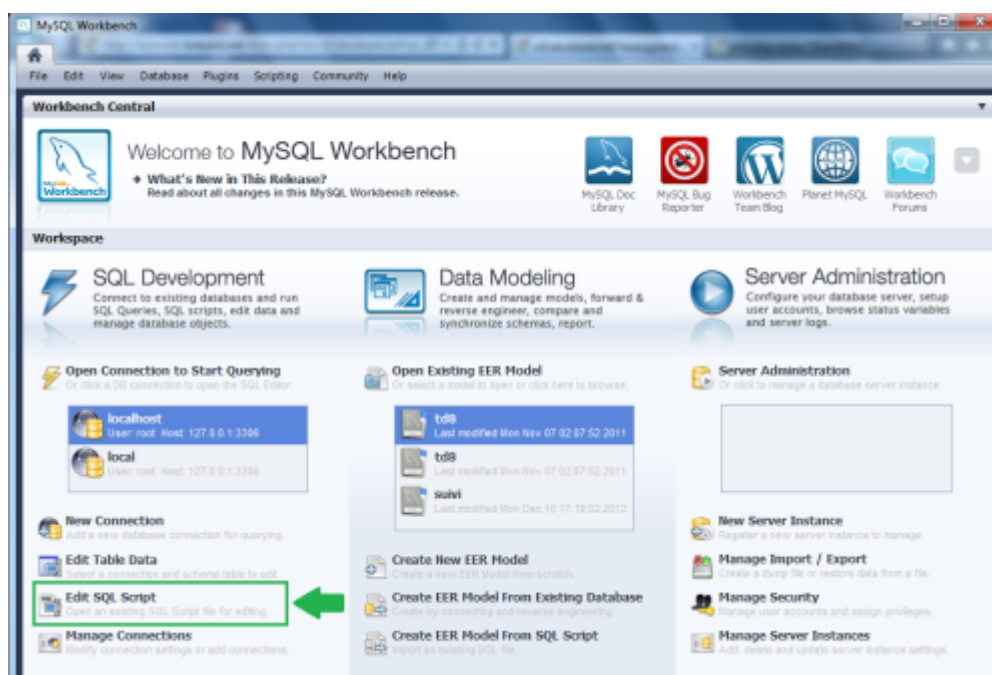 MySQL Workbench
File Edit View Database Plugins Scripting Community Help
Workbench Central
Workbench
Welcome to MySQL Workbench
What's New in This Release?
Read about all changes in this MySQL Workbench release.
MySQL Doc
Library
MySQL Bug
Reporter
Workbench
Team Blog
Planet MySQL
Workbench
Forums
Workspace
SQL Development
Connect to existing databases and run
SQL Queries, SQL scripts, edit data and
manage database objects.
Data Modeling
Create and manage models, forward &
reverse engineer, compare and
synchronize schemas, report.
Server Administration
Configure your database server, setup
user accounts, browse status variables
and server logs.
Open Connection to Start Querying
Or click a DB connection to open the SQL Editor.
localhost
User: root Host: 127.0.0.1:3306
local
User: root Host: 127.0.0.1:3306
New Connection
Add a new database connection for querying.
Edit Table Data
Select a connection and schema table to edit.
Edit SQL Script
Open an existing SQL Script file for editing.
Manage Connections
Modify connection settings or add connections.
Open Existing EER Model
Or select a model to open or click here to browse.
td8
Last modified Mon Nov 07 02:07:52 2011
td8
Last modified Mon Nov 07 02:07:52 2011
suivi
Last modified Mon Dec 10 17:19:02 2012
Create New EER Model
Create a new EER Model from scratch.
Create EER Model From Existing Database
Create by connecting and reverse engineering.
Create EER Model From SQL Script
Import an existing SQL file.
Server Administration
Or click to manage a database server instance.
New Server Instance
Register a new server instance to manage.
Manage Import / Export
Create a dump file or restore data from a file.
Manage Security
Manage user accounts and assign privileges.
Manage Server Instances
Add, delete and update server instance settings.